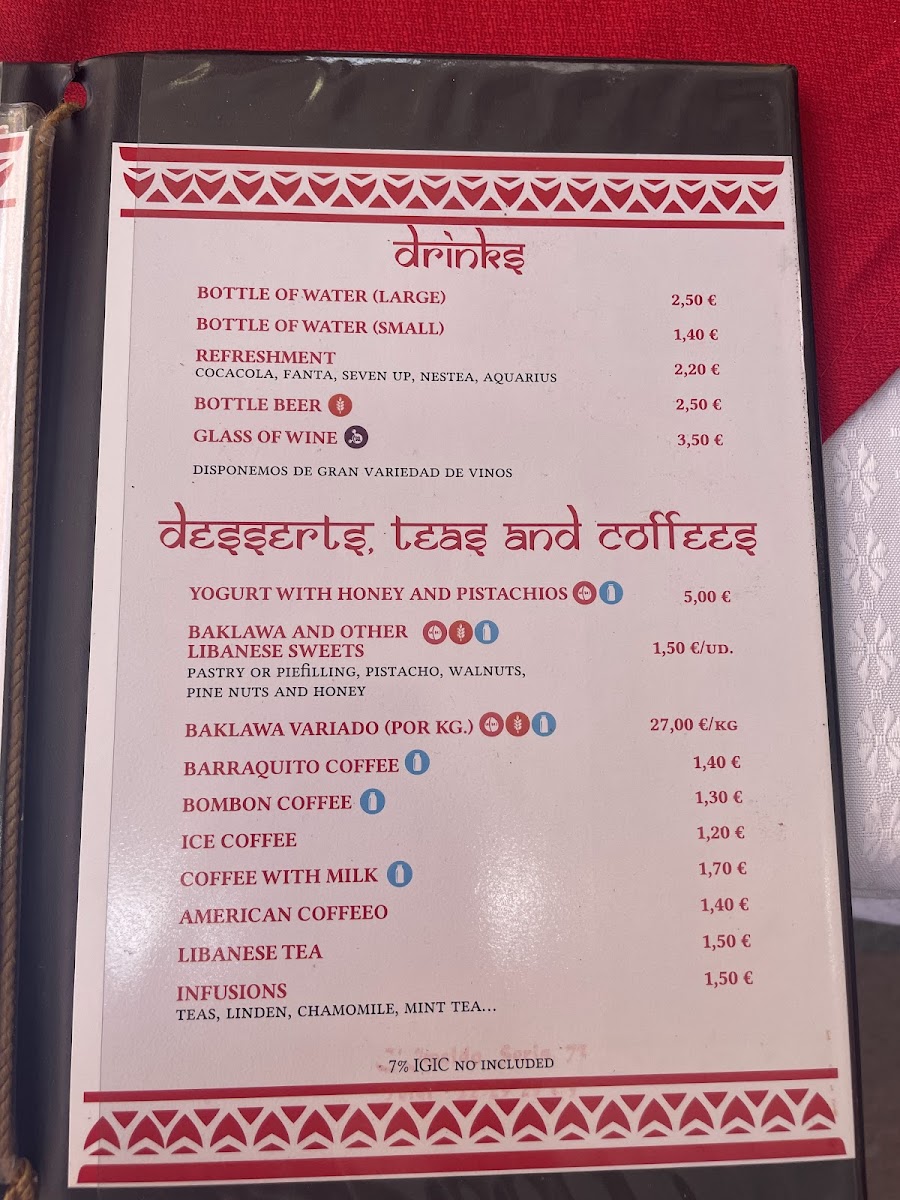 drinks
BOTTLE OF WATER (LARGE) 2,50 €
BOTTLE OF WATER (SMALL) 1,40 €
REFRESHMENT 2,20 €
COCACOLA, FANTA, SEVEN UP, NESTEA, AQUARIUS
BOTTLE BEER 2,50 €
GLASS OF WINE 3,50 €
DISPONEMOS DE GRAN VARIEDAD DE VINOS
desserts, teas and coffees
YOGURT WITH HONEY AND PISTACHIOS 5,00 €
BAKLAWA AND OTHER
LIBANESE SWEETS 1,50 €/UD.
PASTRY OR PIEfiLLING, PISTACHO, WALNUTS,
PINE NUTS AND HONEY
BAKLAWA VARIADO (POR KG.) 27,00 €/KG
BARRAQUITO COFFEE 1,40 €
BOMBON COFFEE 1,30 €
ICE COFFEE 1,20 €
COFFEE WITH MILK 1,70 €
AMERICAN COFFEEO 1,40 €
LIBANESE TEA 1,50 €
INFUSIONS 1,50 €
TEAS, LINDEN, CHAMOMILE, MINT TEA...
- 7% IGIC NO INCLUDED